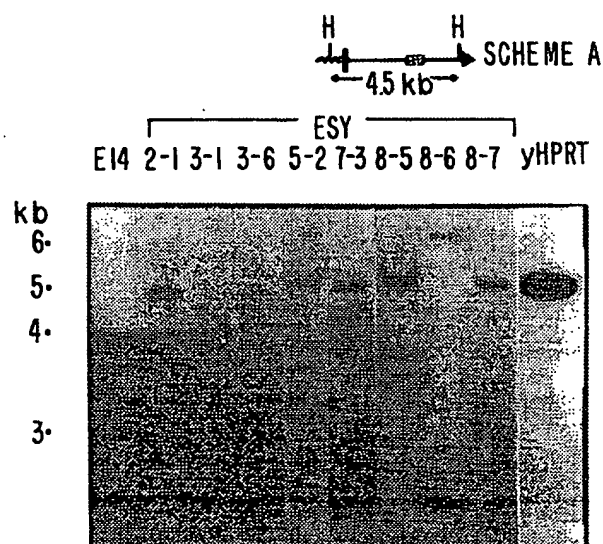 H H
SCHEME A
4.5 kb
ESY
E14 2-1 3-1 3-6 5-2 7-3 8-5 8-6 8-7 yHPRT
kb
6.
5.
4.
3.